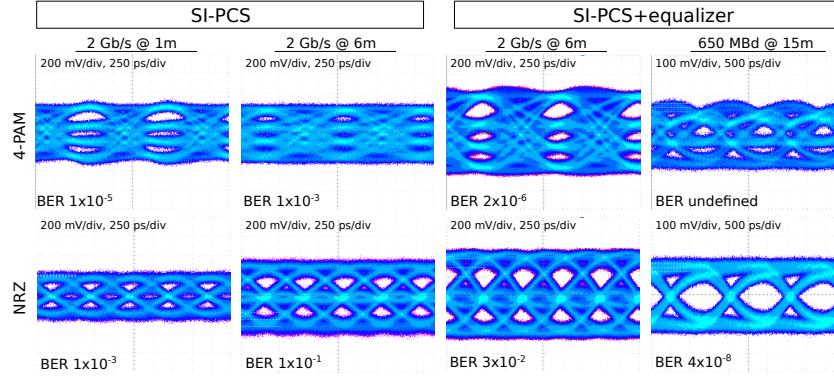 SI-PCS
SI-PCS+equalizer
2 Gb/s @ 1m
2 Gb/s @ 6m
2 Gb/s @ 6m
650 MBd @ 15m
4-PAM
200 mV/div, 250 ps/div
200 mV/div, 250 ps/div
200 mV/div, 250 ps/div
100 mV/div, 500 ps/div
BER 1x10⁻⁵
BER 1x10⁻³
BER 2x10⁻⁶
BER undefined
NRZ
200 mV/div, 250 ps/div
200 mV/div, 250 ps/div
200 mV/div, 250 ps/div
100 mV/div, 500 ps/div
BER 1x10⁻³
BER 1x10⁻¹
BER 3x10⁻²
BER 4x10⁻⁸